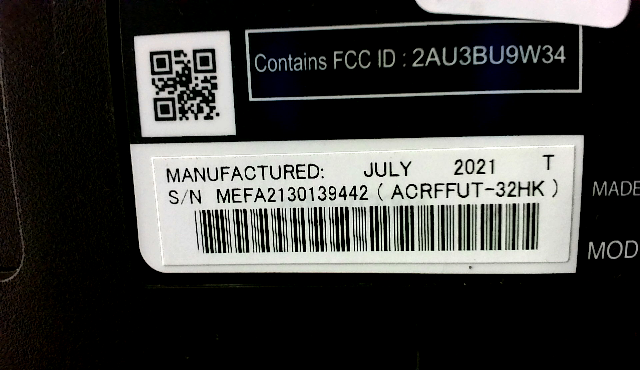 Contains FCC ID : 2AU3BU9W34
MANUFACTURED: JULY 2021 T
S/N MEFA2130139442 ( ACRFFUT-32HK )
MADE
MOD